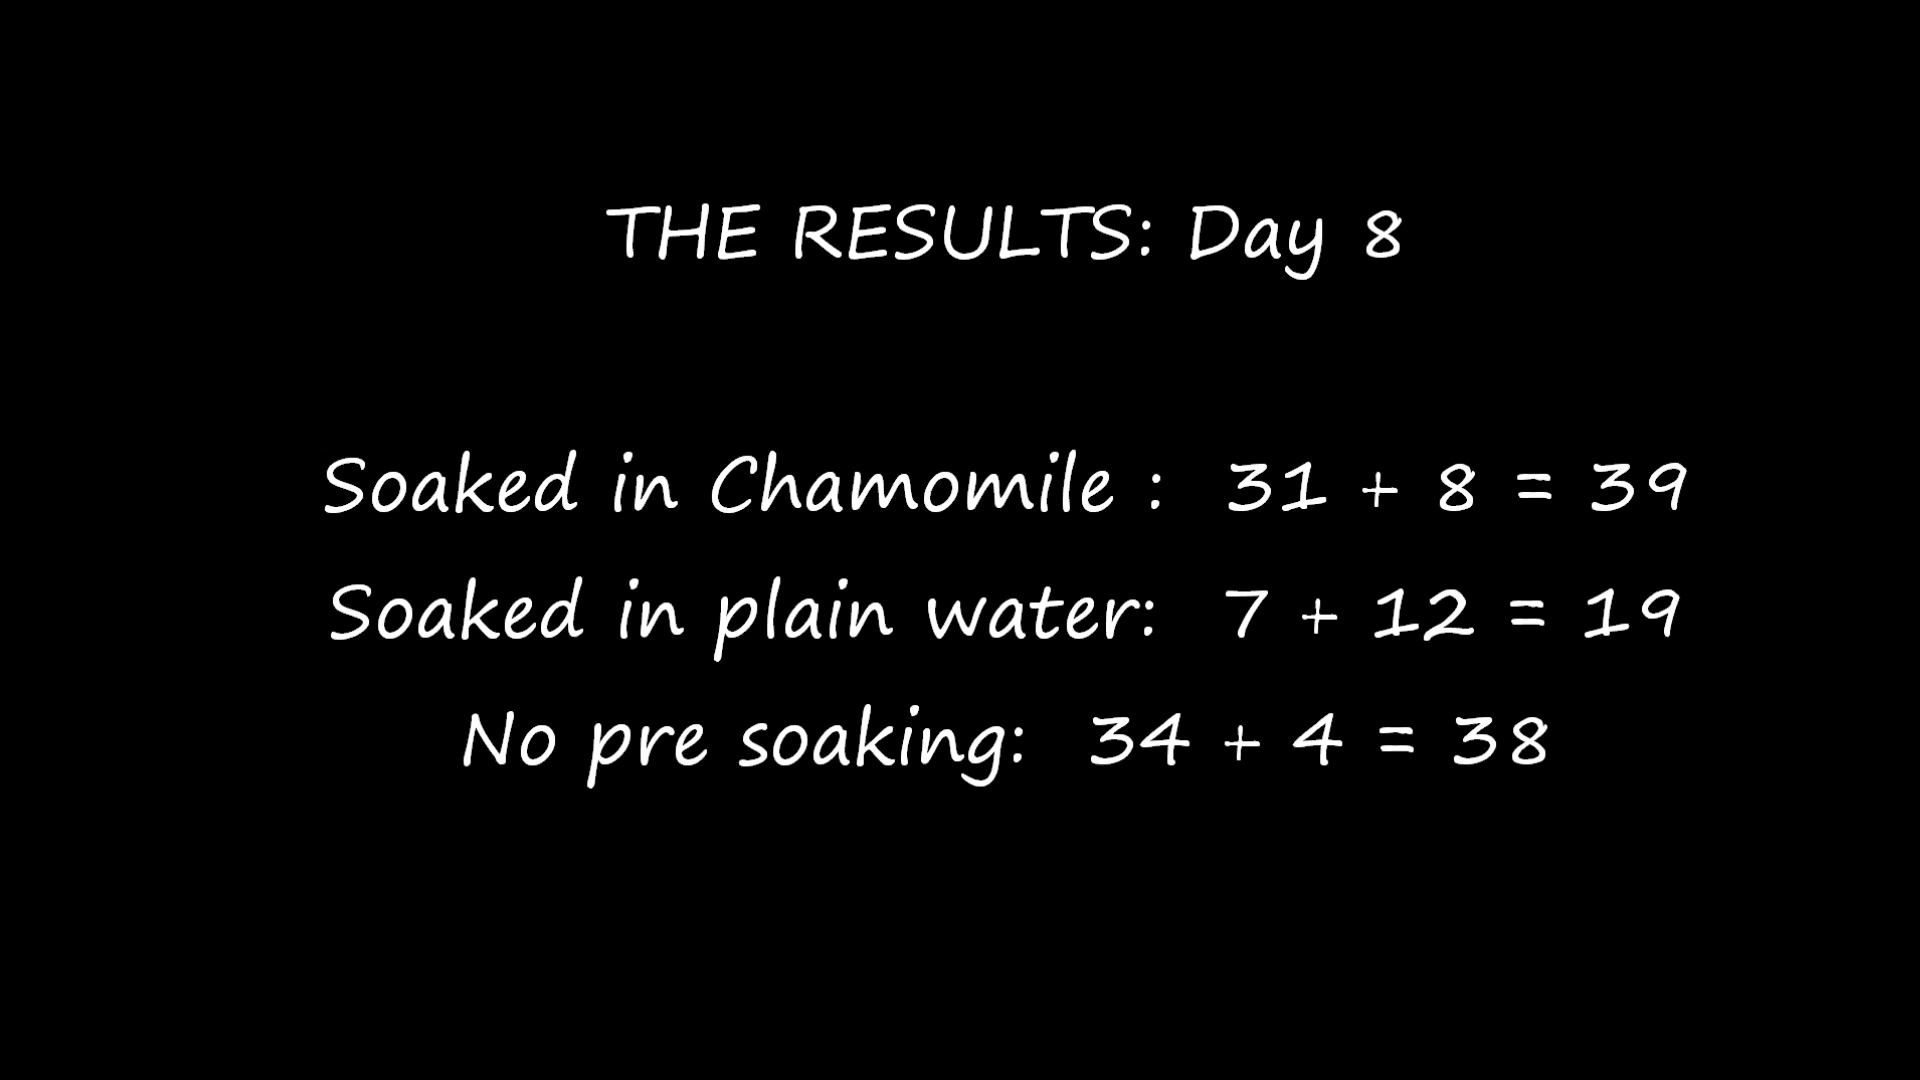 THE RESULTS: Day 8
Soaked in Chamomile : 31 + 8 = 39
Soaked in plain water: 7 + 12 = 19
No pre soaking: 34 + 4 = 38